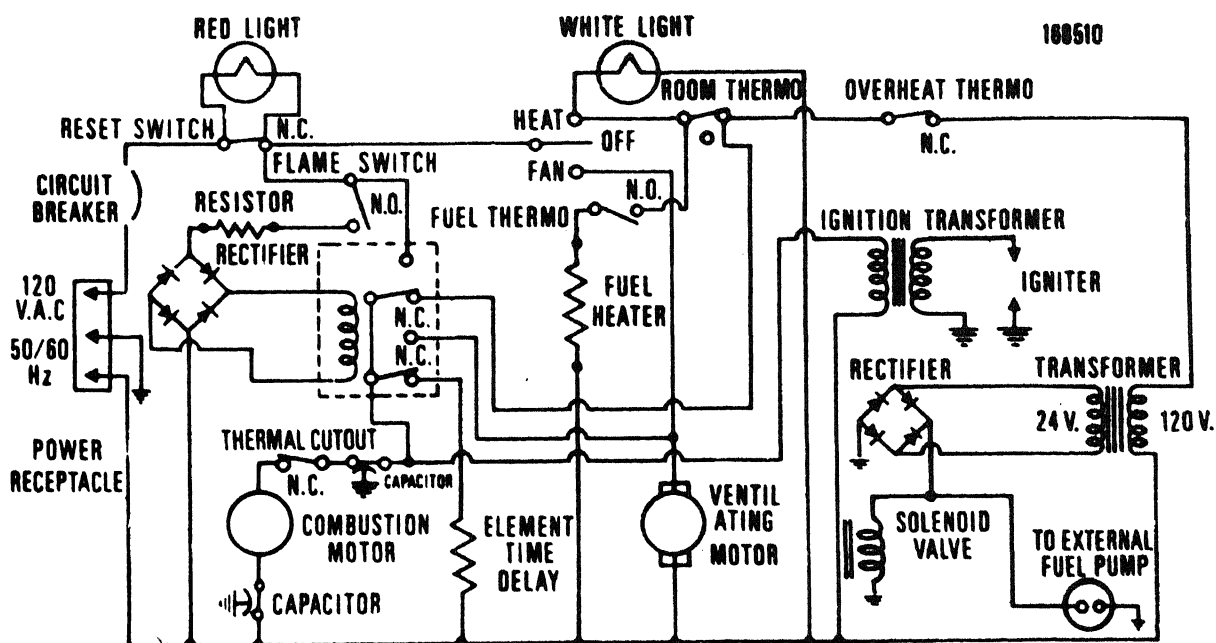 RED LIGHT
WHITE LIGHT
168510
ROOM THERMO
OVERHEAT THERMO
RESET SWITCH
N.C.
HEAT
OFF
N.C.
FLAME SWITCH
FAN
CIRCUIT
BREAKER
RESISTOR
N.O.
N.O.
FUEL THERMO
IGNITION TRANSFORMER
RECTIFIER
120
V.A.C
50/60
Hz
FUEL
HEATER
IGNITER
N.C.
N.C.
RECTIFIER
TRANSFORMER
24 V.
120 V.
POWER
RECEPTACLE
THERMAL CUTOUT
N.C.
CAPACITOR
COMBUSTION
MOTOR
ELEMENT
TIME
DELAY
VENTIL
ATING
MOTOR
SOLENOID
VALVE
TO EXTERNAL
FUEL PUMP
CAPACITOR